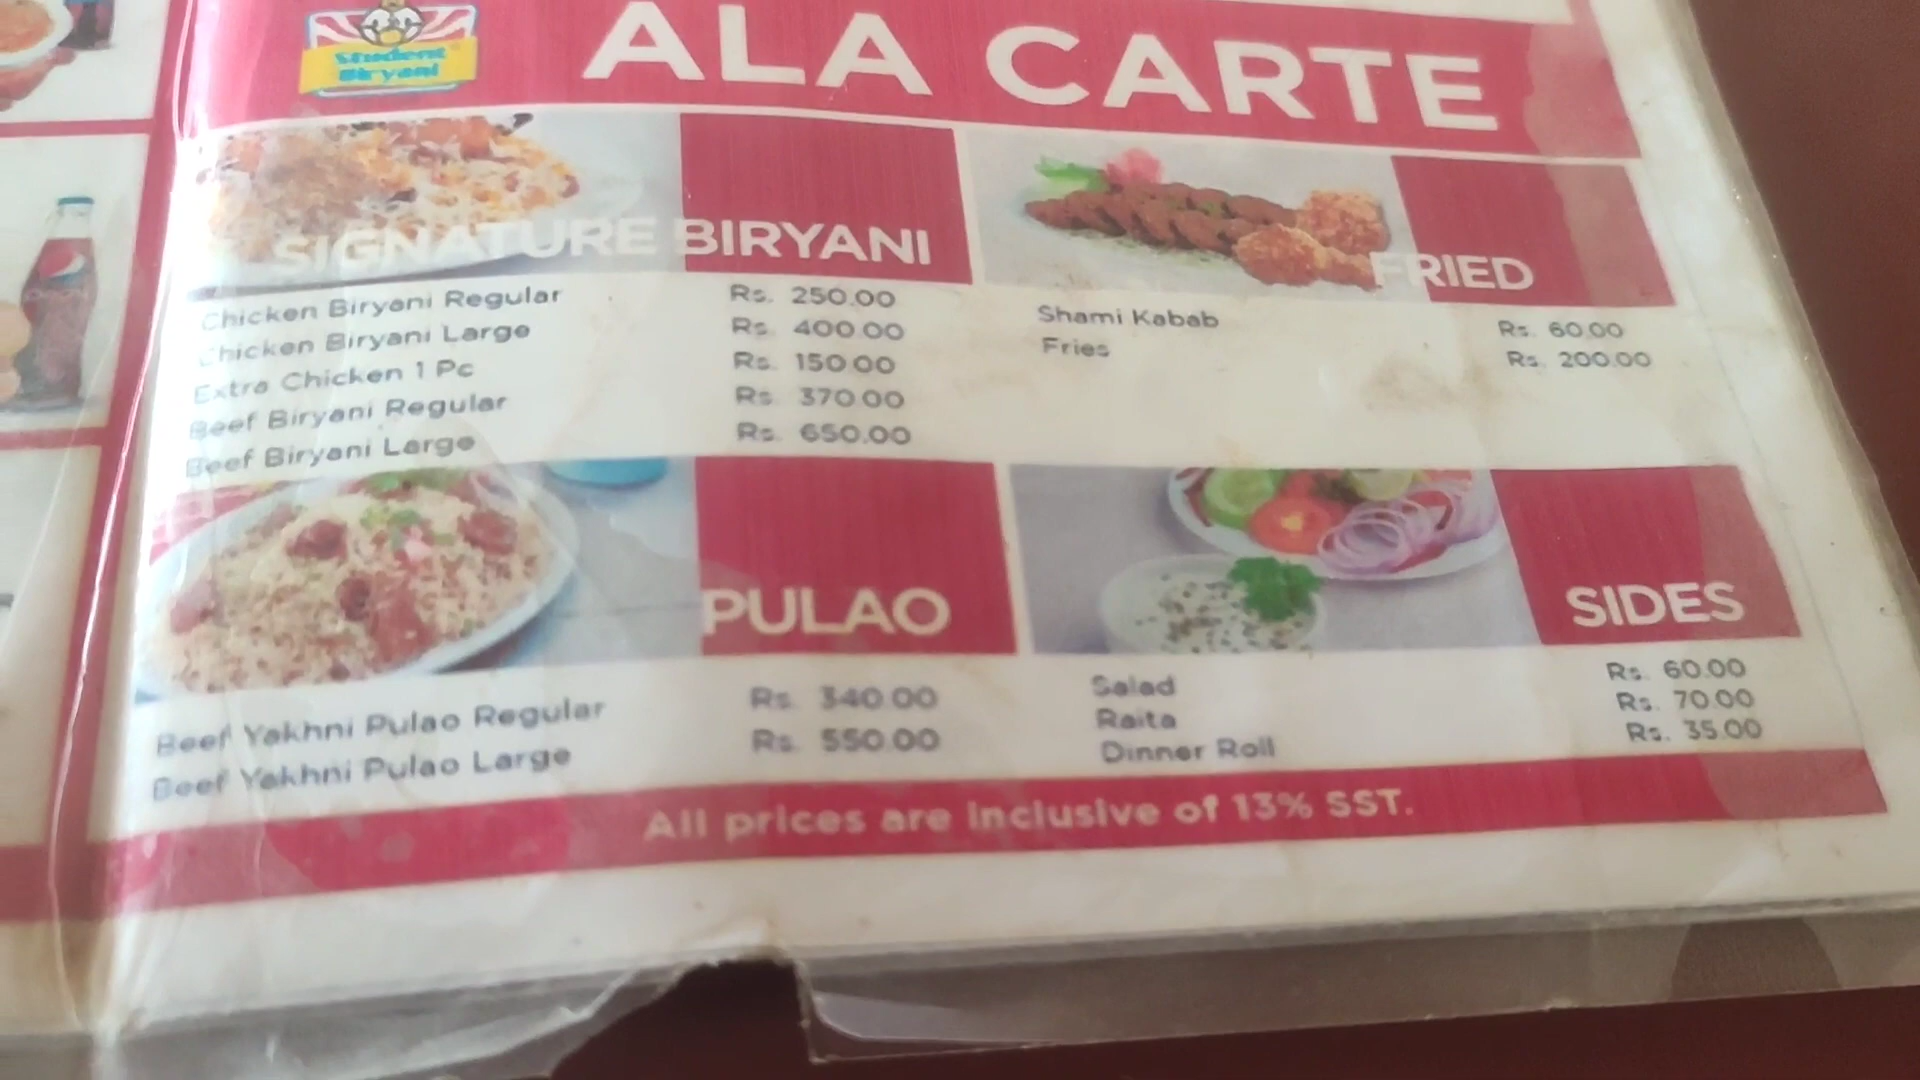 Student
Biryani
ALA CARTE
SIGNATURE BIRYANI
Chicken Biryani Regular Rs. 250.00
Chicken Biryani Large Rs. 400.00
Extra Chicken 1 Pc Rs. 150.00
Beef Biryani Regular Rs. 370.00
Beef Biryani Large Rs. 650.00
FRIED
Shami Kabab Rs. 60.00
Fries Rs. 200.00
PULAO
Beef Yakhni Pulao Regular Rs. 340.00
Beef Yakhni Pulao Large Rs. 550.00
SIDES
Salad Rs. 60.00
Raita Rs. 70.00
Dinner Roll Rs. 35.00
All prices are inclusive of 13% SST.